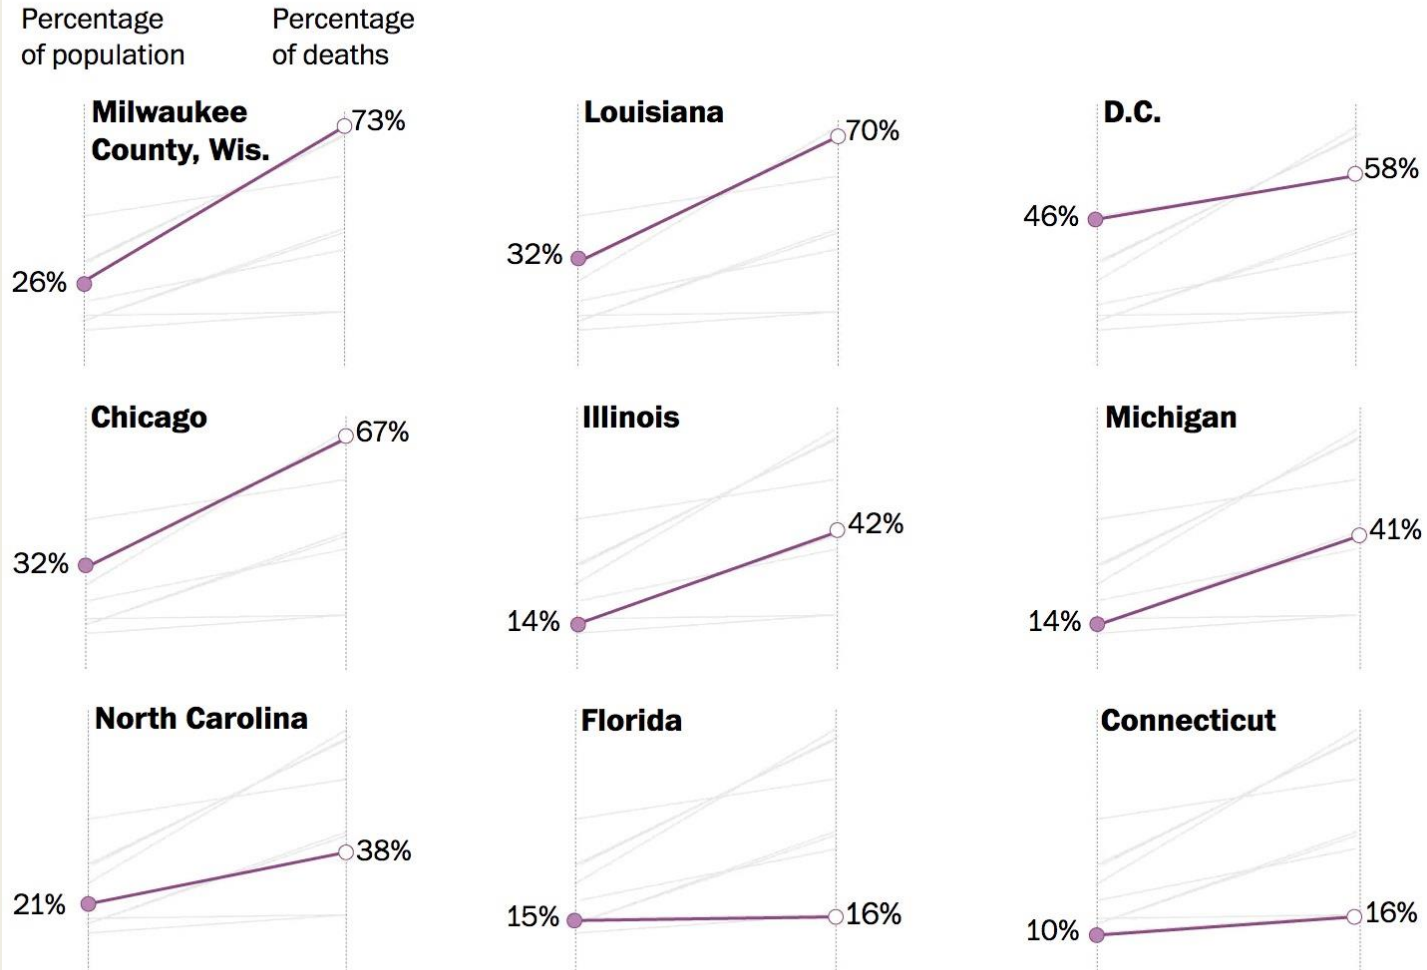 Percentage
of population
Percentage
of deaths
Milwaukee
County, Wis.
73%
26%
Louisiana
70%
32%
D.C.
58%
46%
Chicago
67%
32%
Illinois
42%
14%
Michigan
41%
14%
North Carolina
38%
21%
Florida
16%
15%
Connecticut
16%
10%